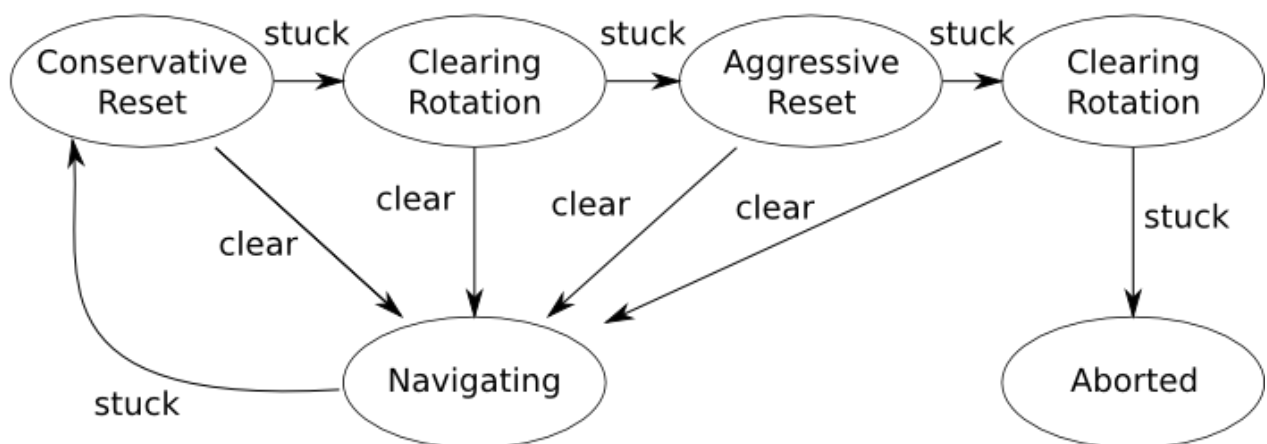 stuck
stuck
stuck
Conservative
Reset
Clearing
Rotation
Aggressive
Reset
Clearing
Rotation
clear
clear
clear
clear
stuck
Navigating
Aborted
stuck